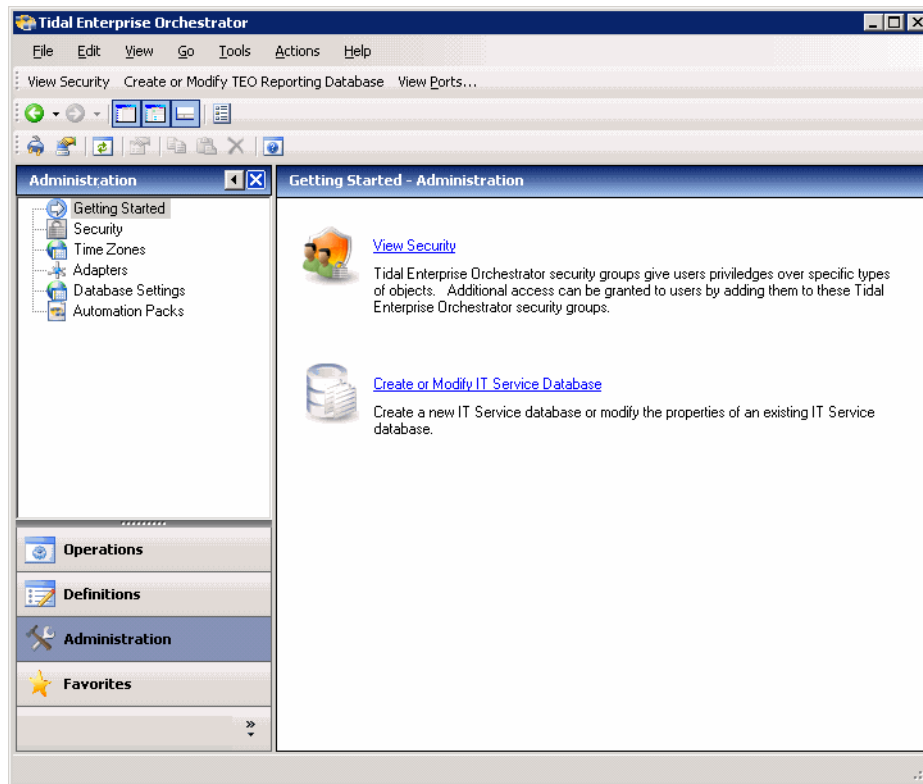 Tidal Enterprise Orchestrator
File Edit View Go Tools Actions Help
View Security Create or Modify TEO Reporting Database View Ports...
Administration
Getting Started
Security
Time Zones
Adapters
Database Settings
Automation Packs
Operations
Definitions
Administration
Favorites
Getting Started - Administration
View Security
Tidal Enterprise Orchestrator security groups give users priviledges over specific types
of objects. Additional access can be granted to users by adding them to these Tidal
Enterprise Orchestrator security groups.
Create or Modify IT Service Database
Create a new IT Service database or modify the properties of an existing IT Service
database.